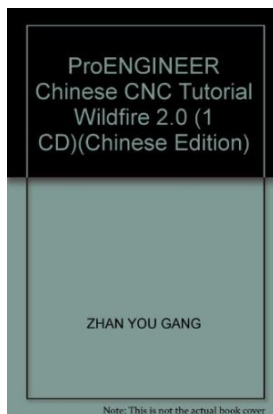 ProENGINEER
Chinese CNC Tutorial
Wildfire 2.0 (1
CD)(Chinese Edition)
ZHAN YOU GANG
Note: This is not the actual book cover